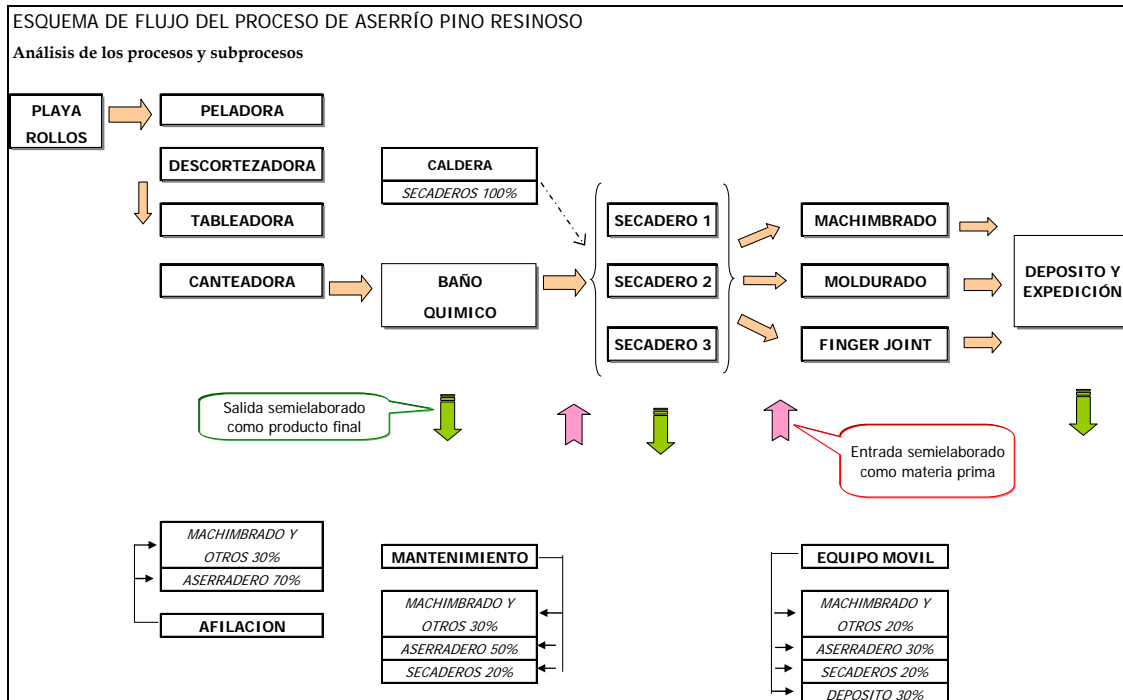 ESQUEMA DE FLUJO DEL PROCESO DE ASERRÍO PINO RESINOSO
Análisis de los procesos y subprocesos
PLAYA
ROLLOS
PELADORA
DESCORTEZADORA
TABLEADORA
CANTEADORA
CALDERA
SECADEROS 100%
BAÑO
QUIMICO
SECADERO 1
SECADERO 2
SECADERO 3
MACHIMBRADO
MOLDURADO
FINGER JOINT
DEPOSITO Y
EXPEDICIÓN
Salida semielaborado
como producto final
Entrada semielaborado
como materia prima
MACHIMBRADO Y
OTROS 30%
ASERRADERO 70%
AFILACION
MANTENIMIENTO
MACHIMBRADO Y
OTROS 30%
ASERRADERO 50%
SECADEROS 20%
EQUIPO MOVIL
MACHIMBRADO Y
OTROS 20%
ASERRADERO 30%
SECADEROS 20%
DEPOSITO 30%